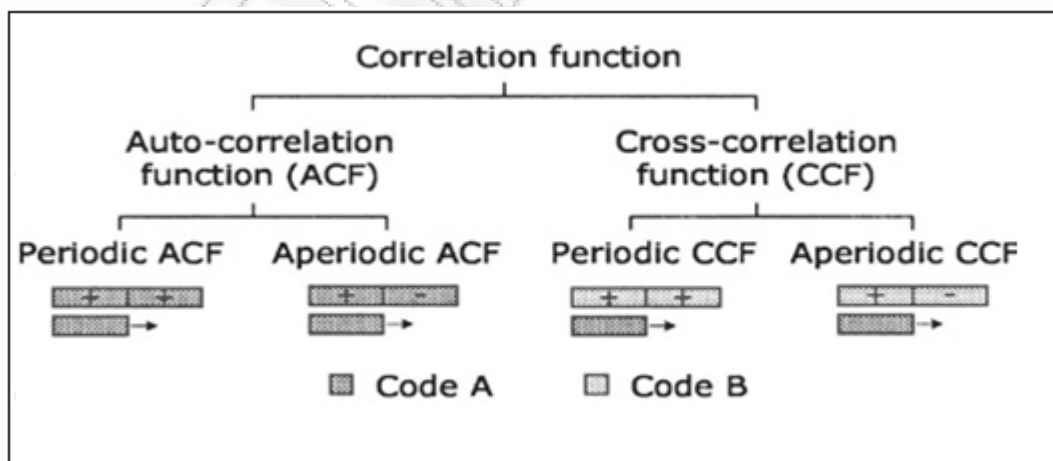 Correlation function
Auto-correlation function (ACF)
Cross-correlation function (CCF)
Periodic ACF
Aperiodic ACF
Periodic CCF
Aperiodic CCF
+ +
+ -
+ +
+ -
Code A
Code B